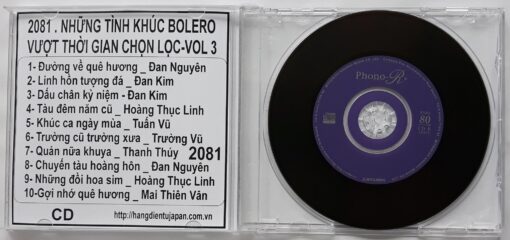 2081 . NHỮNG TÌNH KHÚC BOLERO
VƯỢT THỜI GIAN CHỌN LỌC-VOL 3
1- Đường về quê hương _ Đan Nguyên
2- Linh hồn tượng đá _ Đan Kim
3- Dấu chân kỷ niệm - Đan Kim
4- Tàu đêm năm cũ _ Hoàng Thục Linh
5- Khúc ca ngày mùa _ Tuấn Vũ
6- Trường cũ trường xưa _ Trường Vũ
7- Quán nữa khuya _ Thanh Thúy 2081
8- Chuyến tàu hoàng hôn _ Đan Nguyên
9- Những đồi hoa sim _ Hoàng Thục Linh
10-Gợi nhớ quê hương _ Mai Thiên Vân
CD http://hangdientujapan.com.vn
Phono-R
80